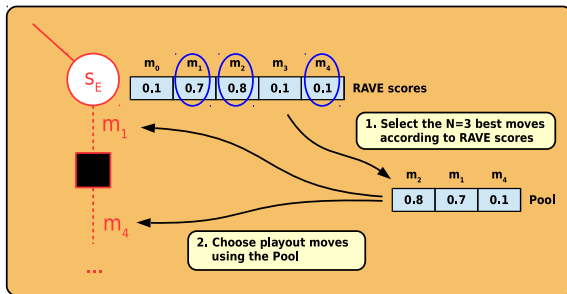 m0 m1 m2 m3 m4
SE 0.1 0.7 0.8 0.1 0.1 RAVE scores
m1
1. Select the N=3 best moves
according to RAVE scores
m2 m1 m4
0.8 0.7 0.1 Pool
m4
2. Choose playout moves
using the Pool
...